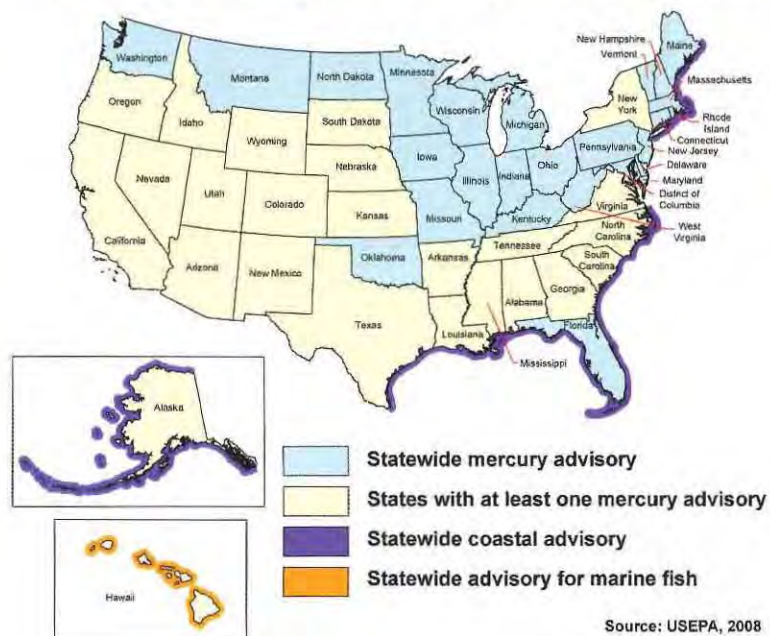 Washington
Montana
North Dakota
Minnesota
New Hampshire
Vermont
Maine
Massachusetts
Oregon
Idaho
Wyoming
South Dakota
Wisconsin
Michigan
New
York
Rhode
Island
Connecticut
New Jersey
Delaware
Maryland
District of
Columbia
Nevada
Utah
Colorado
Nebraska
Iowa
Illinois
Indiana
Ohio
Pennsylvania
California
Kansas
Missouri
Kentucky
Virginia
West
Virginia
Arizona
New Mexico
Oklahoma
Arkansas
Tennessee
North
Carolina
South
Carolina
Texas
Louisiana
Mississippi
Alabama
Georgia
Florida
Alaska
Hawaii
Statewide mercury advisory
States with at least one mercury advisory
Statewide coastal advisory
Statewide advisory for marine fish
Source: USEPA, 2008